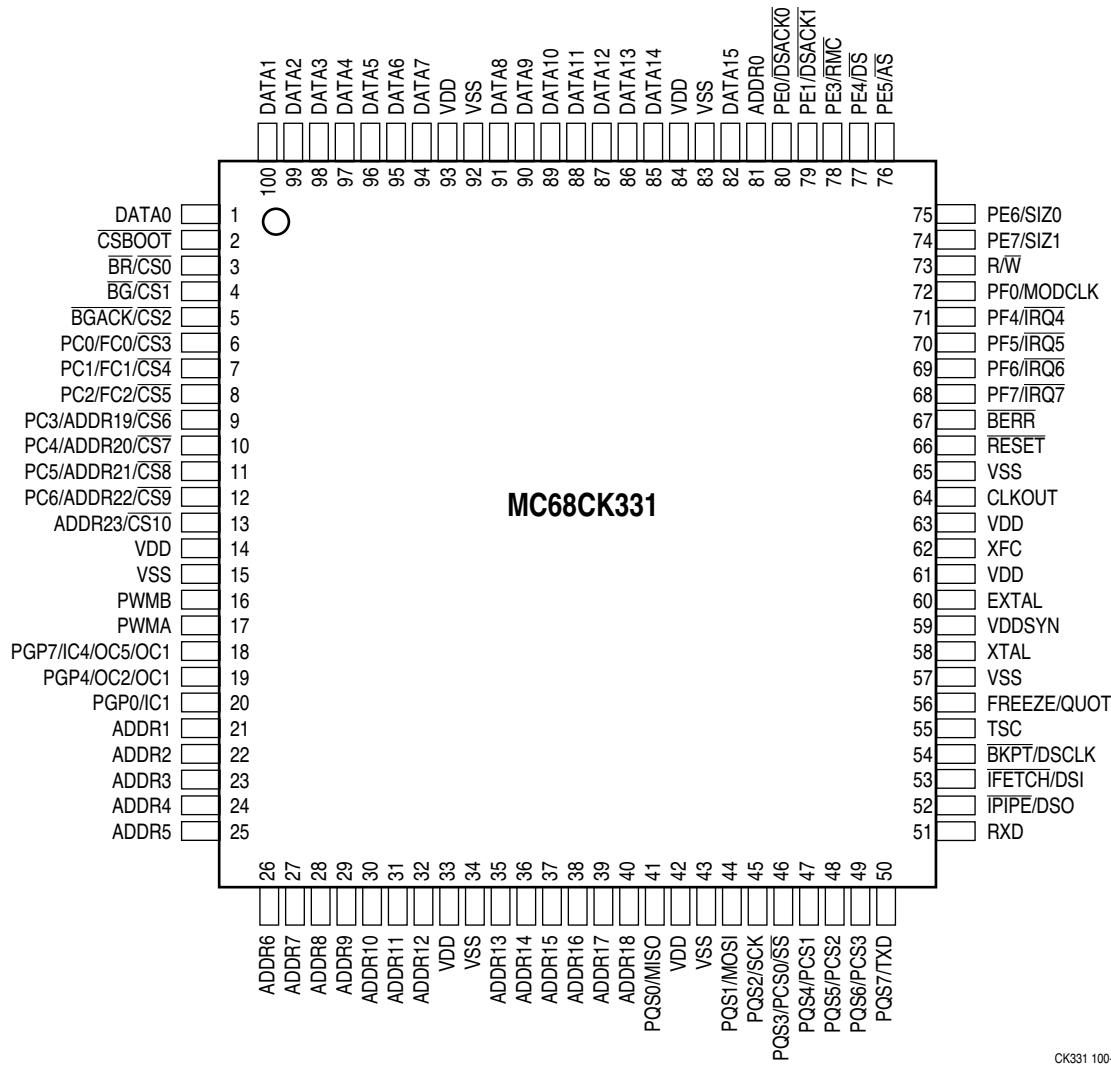 DATA1
DATA2
DATA3
DATA4
DATA5
DATA6
DATA7
VDD
VSS
DATA8
DATA9
DATA10
DATA11
DATA12
DATA13
DATA14
VDD
VSS
DATA15
ADDR0
PE0/DSACK0
PE1/DSACK1
PE3/RMC
PE4/DS
PE5/AS
100
99
98
97
96
95
94
93
92
91
90
89
88
87
86
85
84
83
82
81
80
79
78
77
76
DATA0 1
CSBOOT 2
BR/CS0 3
BG/CS1 4
BGACK/CS2 5
PC0/FC0/CS3 6
PC1/FC1/CS4 7
PC2/FC2/CS5 8
PC3/ADDR19/CS6 9
PC4/ADDR20/CS7 10
PC5/ADDR21/CS8 11
PC6/ADDR22/CS9 12
ADDR23/CS10 13
VDD 14
VSS 15
PWMB 16
PWMA 17
PGP7/IC4/OC5/OC1 18
PGP4/OC2/OC1 19
PGP0/IC1 20
ADDR1 21
ADDR2 22
ADDR3 23
ADDR4 24
ADDR5 25
MC68CK331
75 PE6/SIZ0
74 PE7/SIZ1
73 R/W
72 PF0/MODCLK
71 PF4/IRQ4
70 PF5/IRQ5
69 PF6/IRQ6
68 PF7/IRQ7
67 BERR
66 RESET
65 VSS
64 CLKOUT
63 VDD
62 XFC
61 VDD
60 EXTAL
59 VDDSYN
58 XTAL
57 VSS
56 FREEZE/QUOT
55 TSC
54 BKPT/DSCLK
53 IFETCH/DSI
52 IPIPE/DSO
51 RXD
26
27
28
29
30
31
32
33
34
35
36
37
38
39
40
41
42
43
44
45
46
47
48
49
50
ADDR6
ADDR7
ADDR8
ADDR9
ADDR10
ADDR11
ADDR12
VDD
VSS
ADDR13
ADDR14
ADDR15
ADDR16
ADDR17
ADDR18
PQS0/MISO
VDD
VSS
PQS1/MOSI
PQS2/SCK
PQS3/PCS0/SS
PQS4/PCS1
PQS5/PCS2
PQS6/PCS3
PQS7/TXD
CK331 100-